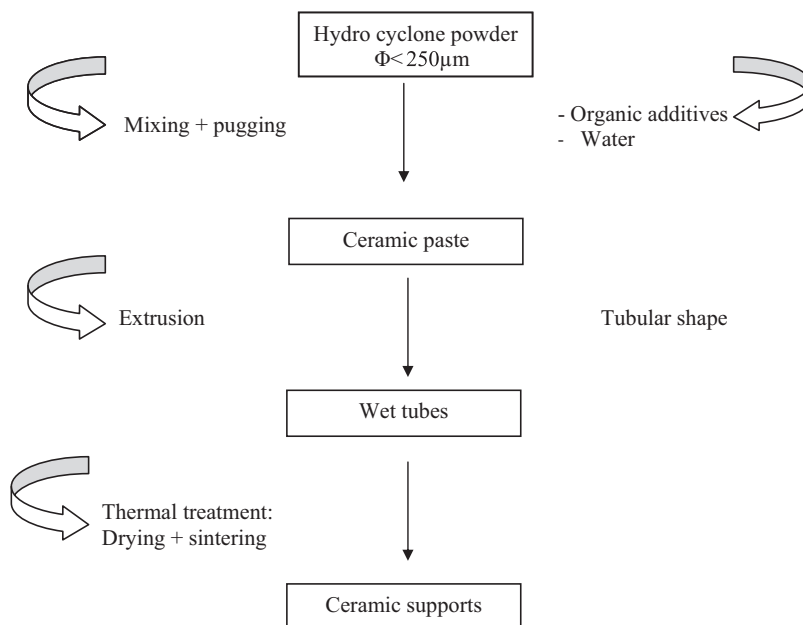 Hydro cyclone powder
Φ< 250µm
Mixing + pugging
- Organic additives
- Water
Ceramic paste
Extrusion
Tubular shape
Wet tubes
Thermal treatment:
Drying + sintering
Ceramic supports